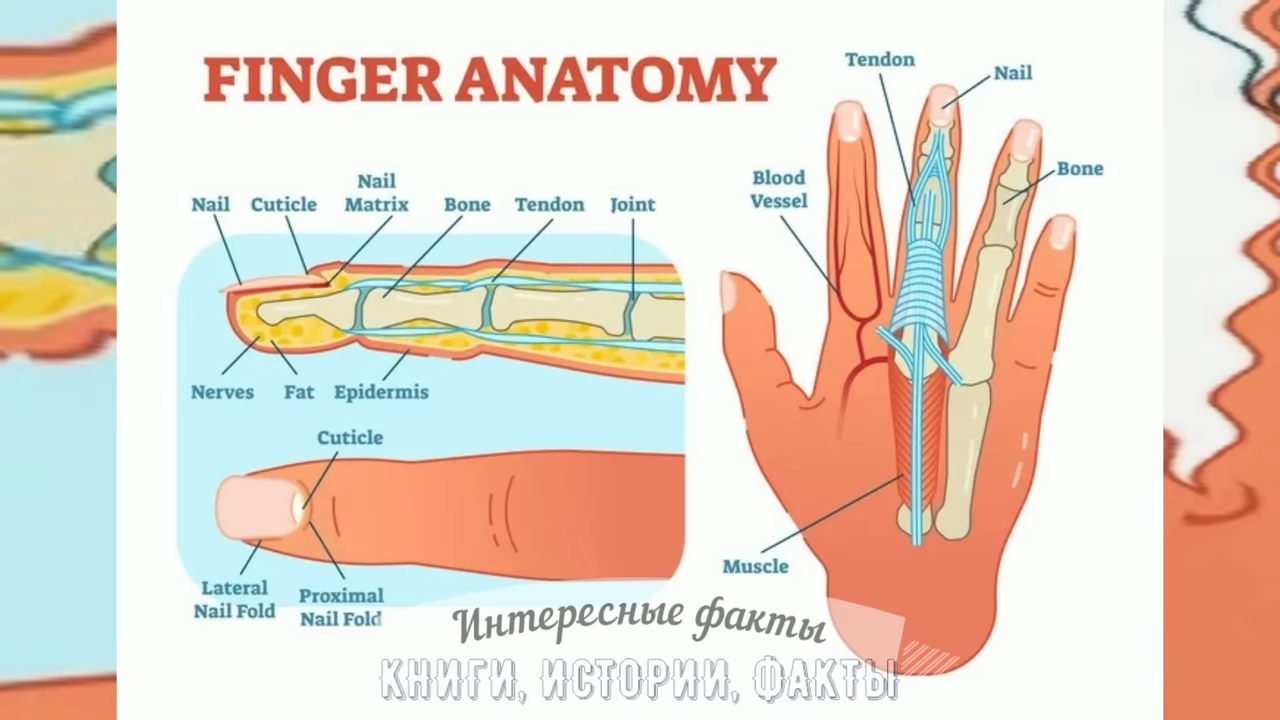 FINGER ANATOMY
Nail
Cuticle
Nail
Matrix
Bone
Tendon
Joint
Nerves
Fat
Epidermis
Cuticle
Lateral
Nail Fold
Proximal
Nail Fold
Tendon
Nail
Blood
Vessel
Bone
Muscle
Интересные факты
КНИГИ, ИСТОРИИ, ФАКТЫ